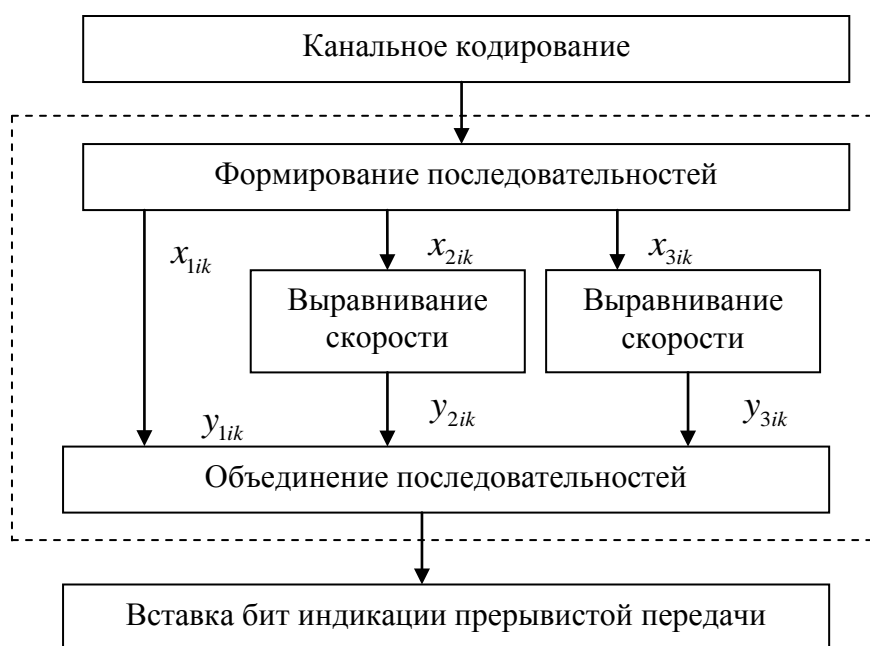 Канальное кодирование
Формирование последовательностей
x1ik
x2ik
x3ik
Выравнивание
скорости
Выравнивание
скорости
y1ik
y2ik
y3ik
Объединение последовательностей
Вставка бит индикации прерывистой передачи